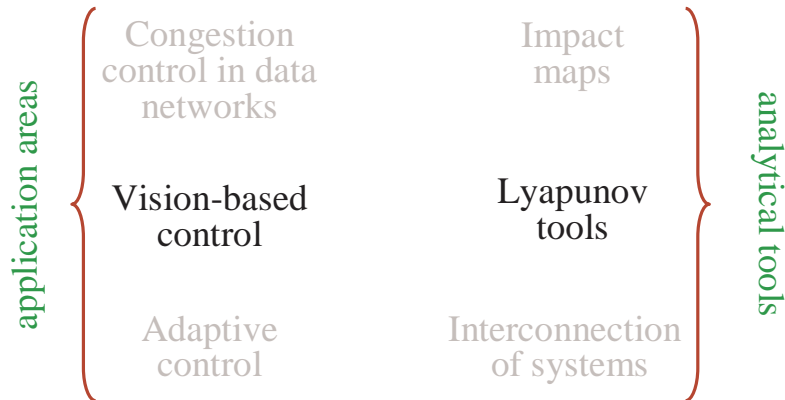 application areas
Congestion
control in data
networks
Vision-based
control
Adaptive
control
Impact
maps
Lyapunov
tools
Interconnection
of systems
analytical tools